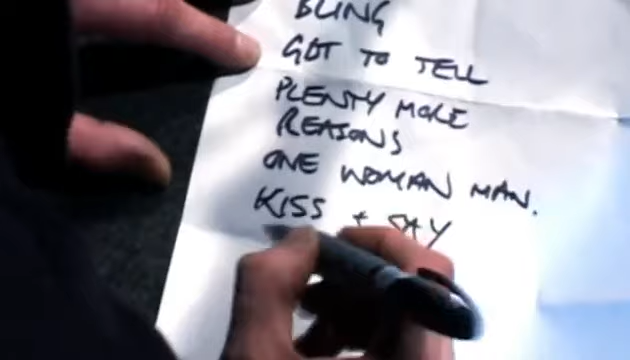 BLING
GOT TO TELL
PLENTY MORE
REASONS
ONE WOMAN MAN.
KISS + SAY